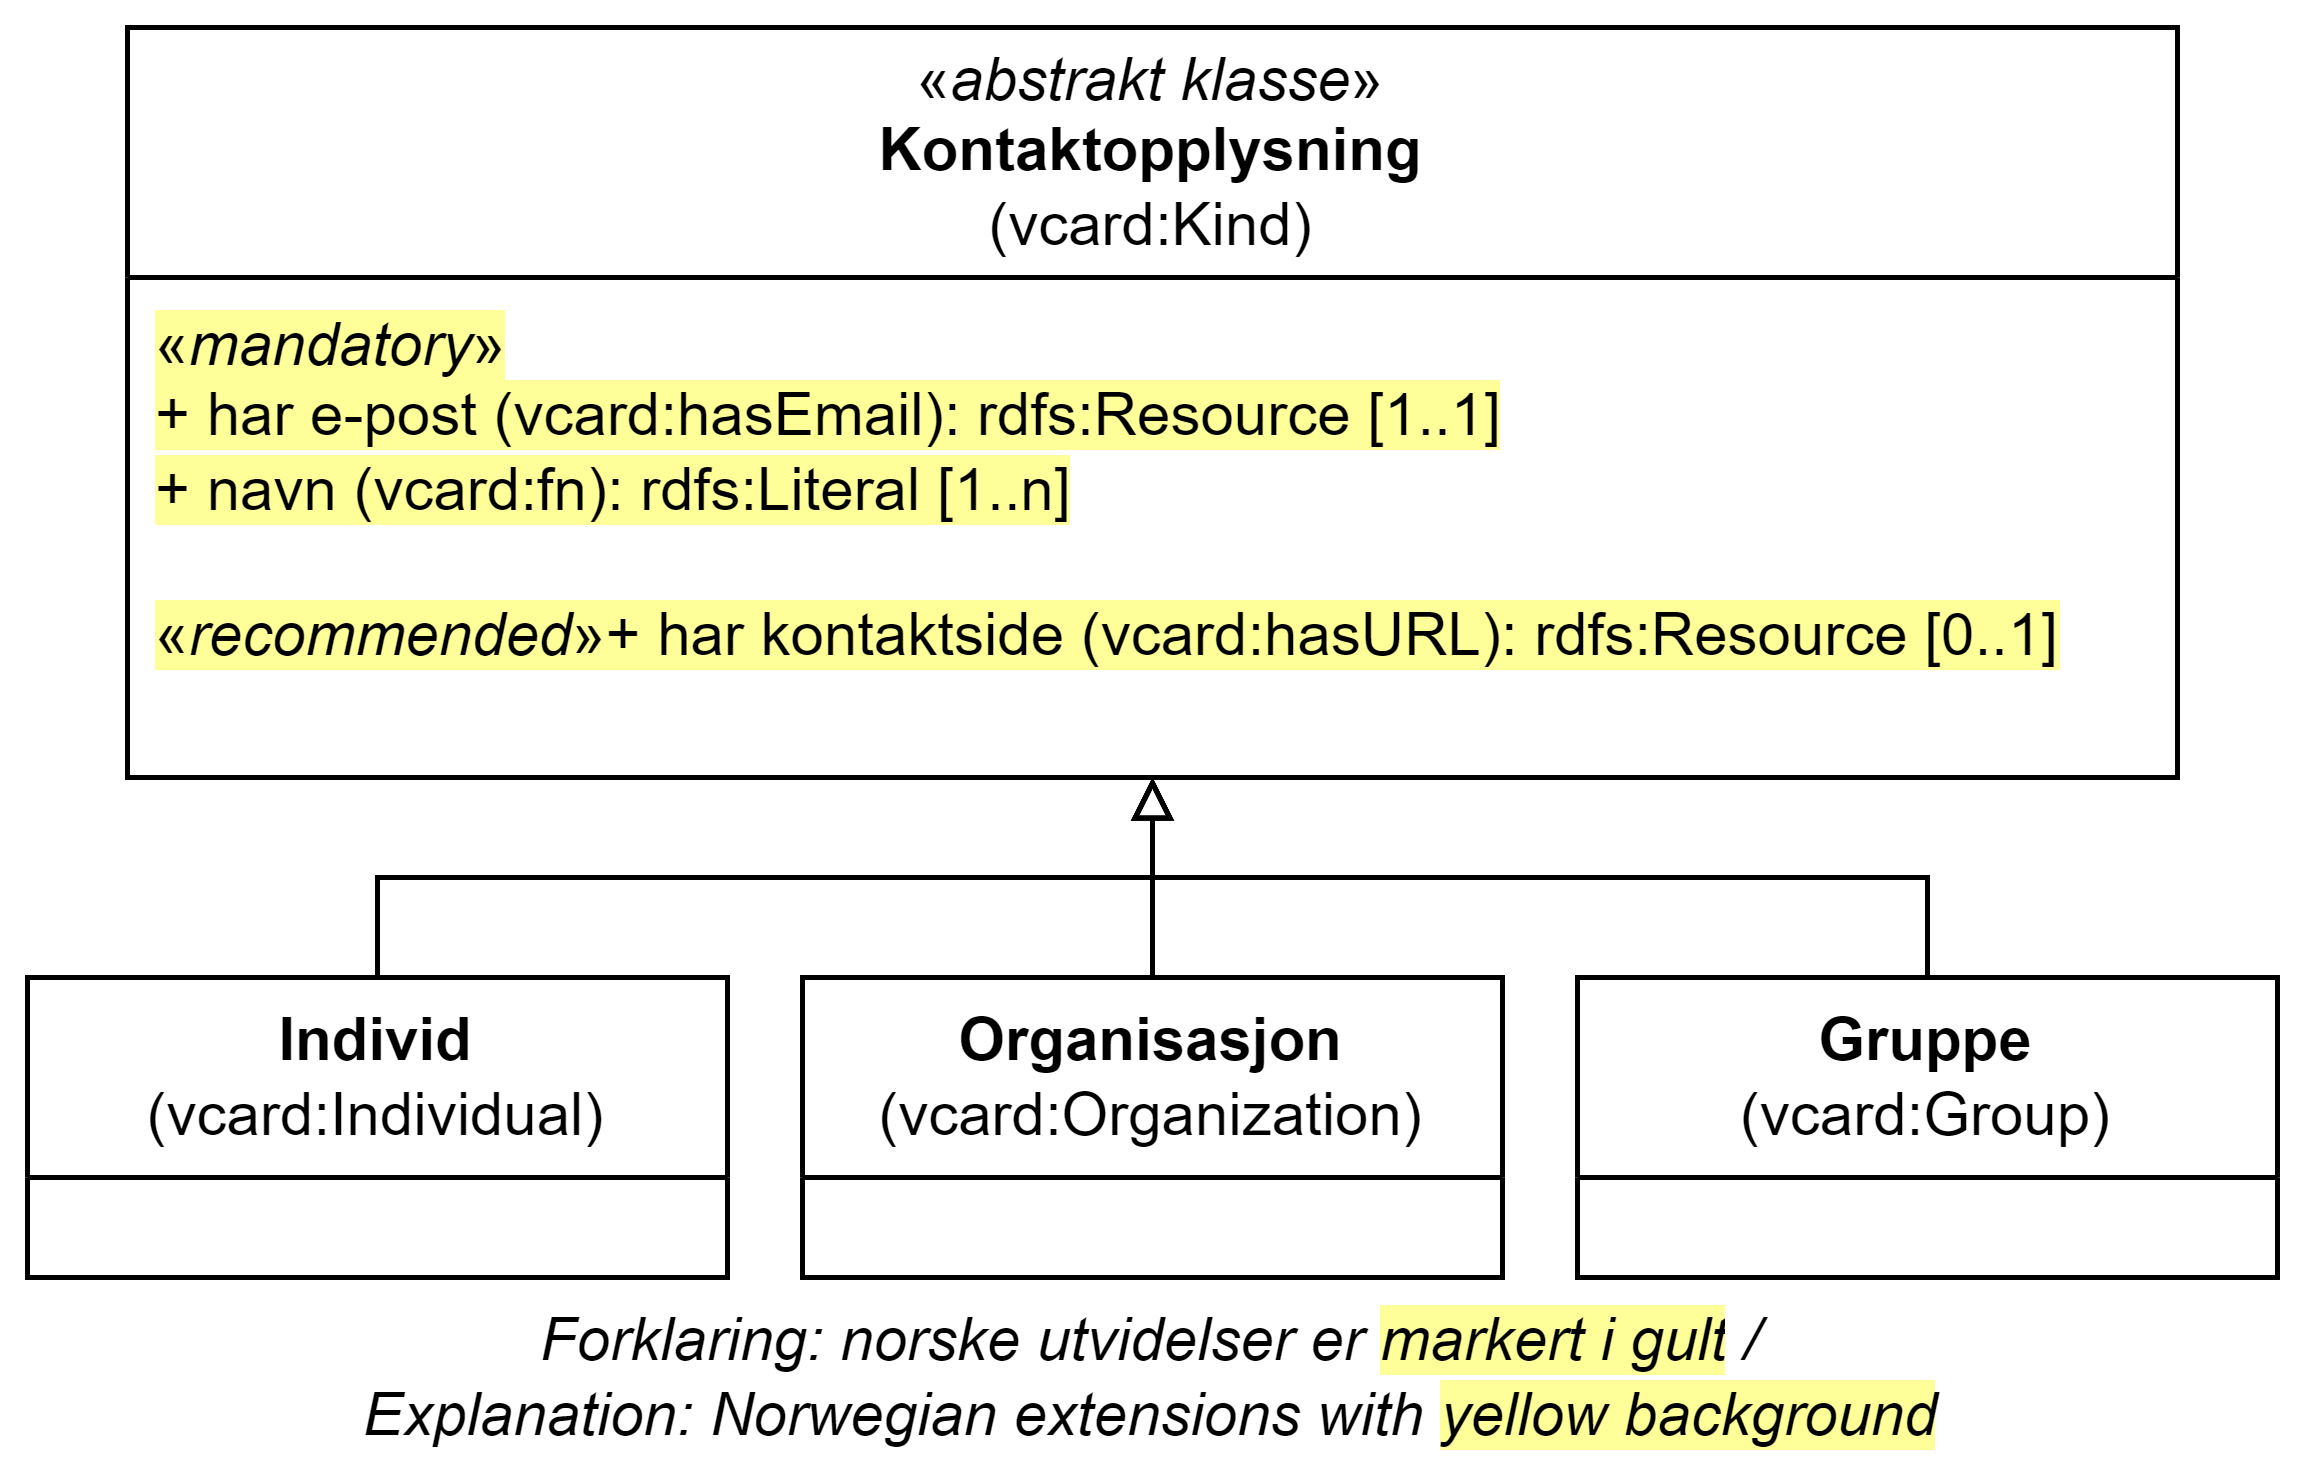 «abstrakt klasse»
Kontaktopplysning
(vcard:Kind)
«mandatory»
+ har e-post (vcard:hasEmail): rdfs:Resource [1..1]
+ navn (vcard:fn): rdfs:Literal [1..n]
«recommended»+ har kontaktside (vcard:hasURL): rdfs:Resource [0..1]
Individ
(vcard:Individual)
Organisasjon
(vcard:Organization)
Gruppe
(vcard:Group)
Forklaring: norske utvidelser er markert i gult /
Explanation: Norwegian extensions with yellow background